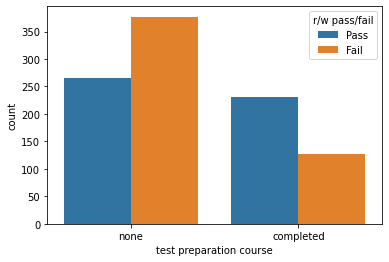 r/w pass/fail
Pass
Fail
350
300
250
200
150
100
50
0
count
none completed
test preparation course